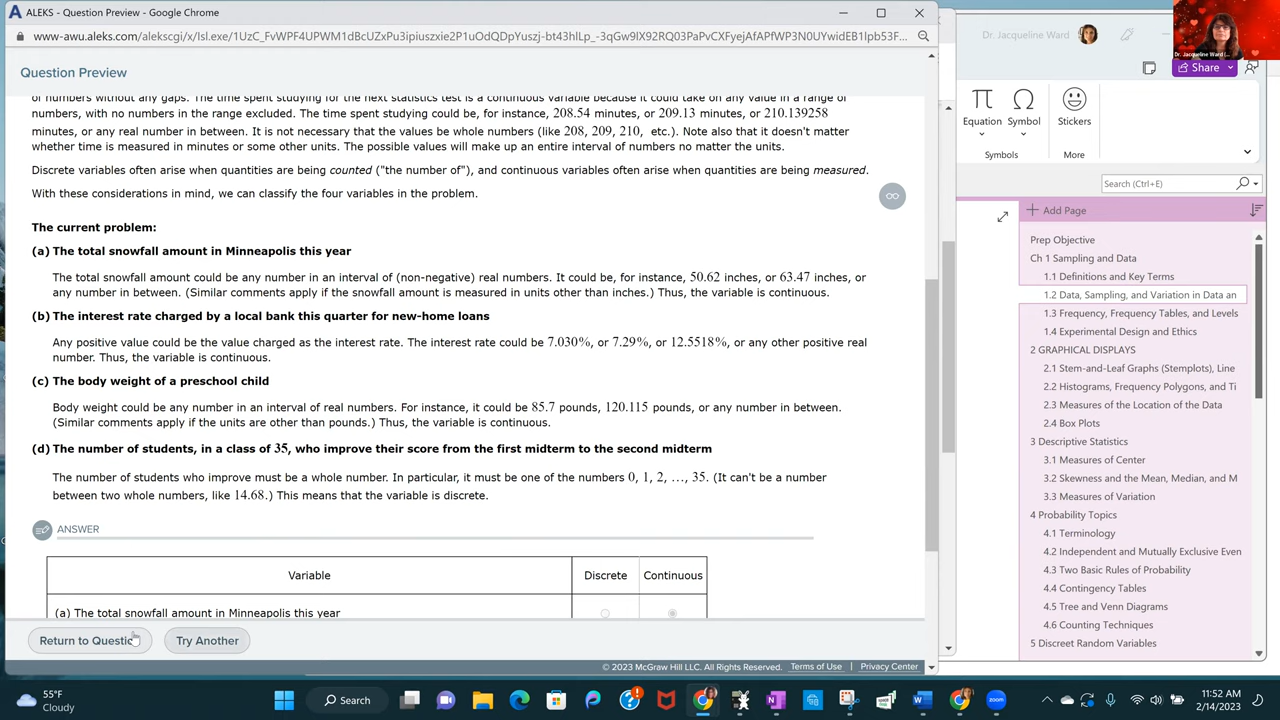 ALEKS - Question Preview - Google Chrome
www-awu.aleks.com/alekscgi/x/Isl.exe/1UzC_FvWPF4UPWM1dBcUZxPu3ipiuszxie2P1uOdQDpYuszj-bt43hILp_-3qGw9IX92RQ03PaPvCXFyejAfAPfWP3N0UYwidEB1lpb53F...
Question Preview
of numbers without any gaps. The time spent studying for the next statistics test is a continuous variable because it could take on any value in a range of
numbers, with no numbers in the range excluded. The time spent studying could be, for instance, 208.54 minutes, or 209.13 minutes, or 210.139258
minutes, or any real number in between. It is not necessary that the values be whole numbers (like 208, 209, 210, etc.). Note also that it doesn't matter
whether time is measured in minutes or some other units. The possible values will make up an entire interval of numbers no matter the units.
Discrete variables often arise when quantities are being counted ("the number of"), and continuous variables often arise when quantities are being measured.
With these considerations in mind, we can classify the four variables in the problem.
The current problem:
(a) The total snowfall amount in Minneapolis this year
The total snowfall amount could be any number in an interval of (non-negative) real numbers. It could be, for instance, 50.62 inches, or 63.47 inches, or
any number in between. (Similar comments apply if the snowfall amount is measured in units other than inches.) Thus, the variable is continuous.
(b) The interest rate charged by a local bank this quarter for new-home loans
Any positive value could be the value charged as the interest rate. The interest rate could be 7.030%, or 7.29%, or 12.5518%, or any other positive real
number. Thus, the variable is continuous.
(c) The body weight of a preschool child
Body weight could be any number in an interval of real numbers. For instance, it could be 85.7 pounds, 120.115 pounds, or any number in between.
(Similar comments apply if the units are other than pounds.) Thus, the variable is continuous.
(d) The number of students, in a class of 35, who improve their score from the first midterm to the second midterm
The number of students who improve must be a whole number. In particular, it must be one of the numbers 0, 1, 2, ..., 35. (It can't be a number
between two whole numbers, like 14.68.) This means that the variable is discrete.
ANSWER
Variable Discrete Continuous
(a) The total snowfall amount in Minneapolis this year
Return to Question Try Another
© 2023 McGraw Hill LLC. All Rights Reserved. Terms of Use | Privacy Center
Dr. Jacqueline Ward
Share
Equation Symbol Stickers
Symbols More
Search (Ctrl+E)
Add Page
Prep Objective
Ch 1 Sampling and Data
1.1 Definitions and Key Terms
1.2 Data, Sampling, and Variation in Data an
1.3 Frequency, Frequency Tables, and Levels
1.4 Experimental Design and Ethics
2 GRAPHICAL DISPLAYS
2.1 Stem-and-Leaf Graphs (Stemplots), Line
2.2 Histograms, Frequency Polygons, and Ti
2.3 Measures of the Location of the Data
2.4 Box Plots
3 Descriptive Statistics
3.1 Measures of Center
3.2 Skewness and the Mean, Median, and M
3.3 Measures of Variation
4 Probability Topics
4.1 Terminology
4.2 Independent and Mutually Exclusive Even
4.3 Two Basic Rules of Probability
4.4 Contingency Tables
4.5 Tree and Venn Diagrams
4.6 Counting Techniques
5 Discreet Random Variables
55°F
Cloudy
Search
11:52 AM
2/14/2023